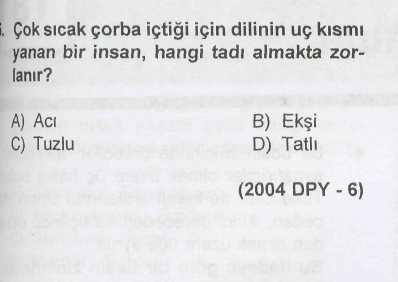 Çok sıcak çorba içtiği için dilinin uç kısmı
yanan bir insan, hangi tadı almakta zor-
lanır?
A) Acı B) Ekşi
C) Tuzlu D) Tatlı
(2004 DPY - 6)